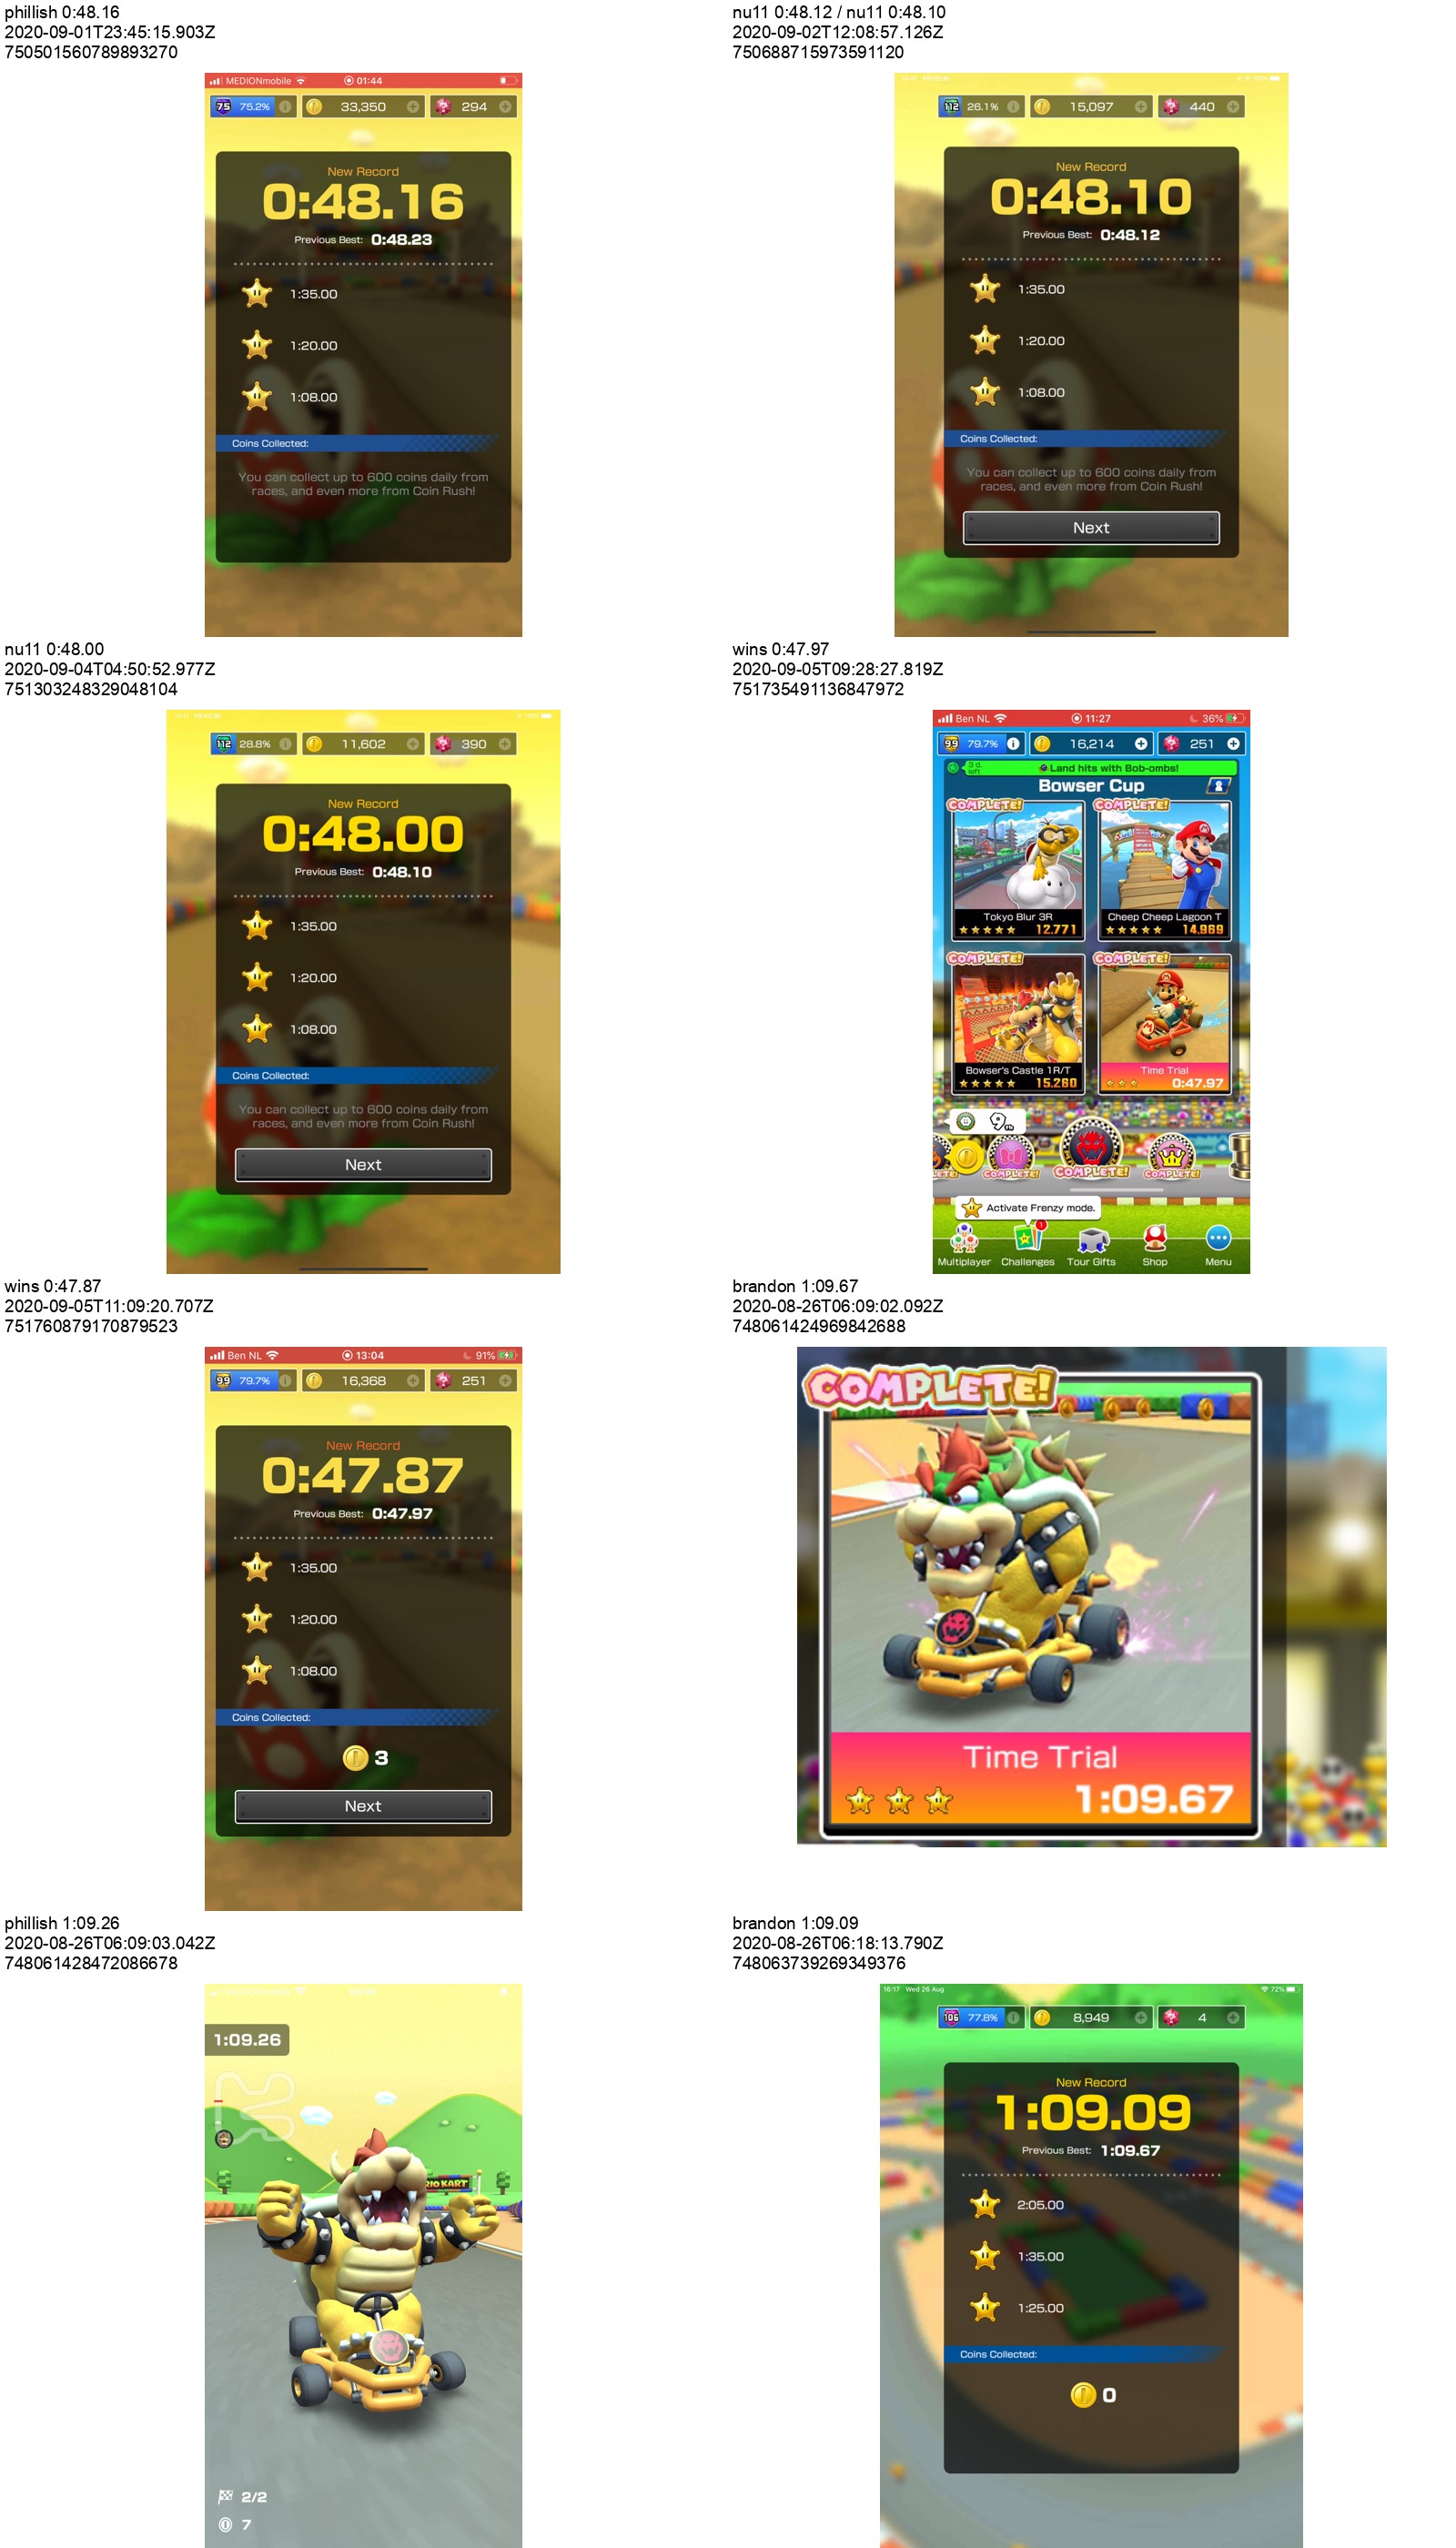 phillish 0:48.16
2020-09-01T23:45:15.903Z
750501560789893270
MEDIONmobile 01:44
75 75.2% i 33,350 294
New Record
0:48.16
Previous Best: 0:48.23
1:35.00
1:20.00
1:08.00
Coins Collected:
You can collect up to 600 coins daily from
races, and even more from Coin Rush!
nu11 0:48.12 / nu11 0:48.10
2020-09-02T12:08:57.126Z
750688715973591120
112 26.1% i 15,097 440
New Record
0:48.10
Previous Best: 0:48.12
1:35.00
1:20.00
1:08.00
Coins Collected:
You can collect up to 600 coins daily from
races, and even more from Coin Rush!
Next
nu11 0:48.00
2020-09-04T04:50:52.977Z
751303248329048104
112 28.8% i 11,602 390
New Record
0:48.00
Previous Best: 0:48.10
1:35.00
1:20.00
1:08.00
Coins Collected:
You can collect up to 600 coins daily from
races, and even more from Coin Rush!
Next
wins 0:47.97
2020-09-05T09:28:27.819Z
751735491136847972
Ben NL 11:27 36%
99 79.7% i 16,214 251
3 d. left Land hits with Bob-ombs!
Bowser Cup
COMPLETE! COMPLETE!
Tokyo Blur 3R Cheep Cheep Lagoon T
12.771 14.969
COMPLETE! COMPLETE!
Bowser's Castle 1R/T Time Trial
15.260 0:47.97
9th
COMPLETE! COMPLETE! COMPLETE!
Activate Frenzy mode.
1
Multiplayer Challenges Tour Gifts Shop Menu
wins 0:47.87
2020-09-05T11:09:20.707Z
751760879170879523
Ben NL 13:04 91%
99 79.7% i 16,368 251
New Record
0:47.87
Previous Best: 0:47.97
1:35.00
1:20.00
1:08.00
Coins Collected:
3
Next
brandon 1:09.67
2020-08-26T06:09:02.092Z
748061424969842688
COMPLETE!
Time Trial
1:09.67
phillish 1:09.26
2020-08-26T06:09:03.042Z
748061428472086678
1:09.26
RIO KART
2/2
7
brandon 1:09.09
2020-08-26T06:18:13.790Z
748063739269349376
16:17 Wed 26 Aug 72%
106 77.8% i 8,949 4
New Record
1:09.09
Previous Best: 1:09.67
2:05.00
1:35.00
1:25.00
Coins Collected:
0